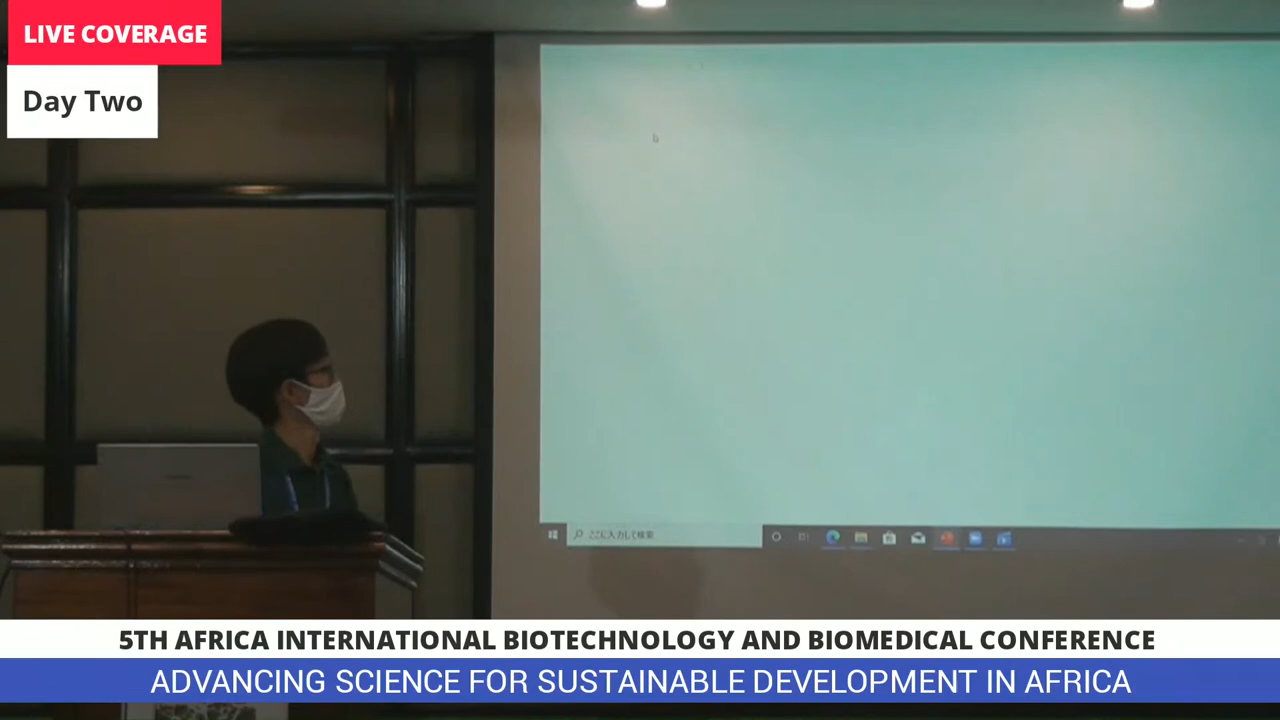 LIVE COVERAGE
Day Two
ここに入力して検索
5TH AFRICA INTERNATIONAL BIOTECHNOLOGY AND BIOMEDICAL CONFERENCE
ADVANCING SCIENCE FOR SUSTAINABLE DEVELOPMENT IN AFRICA